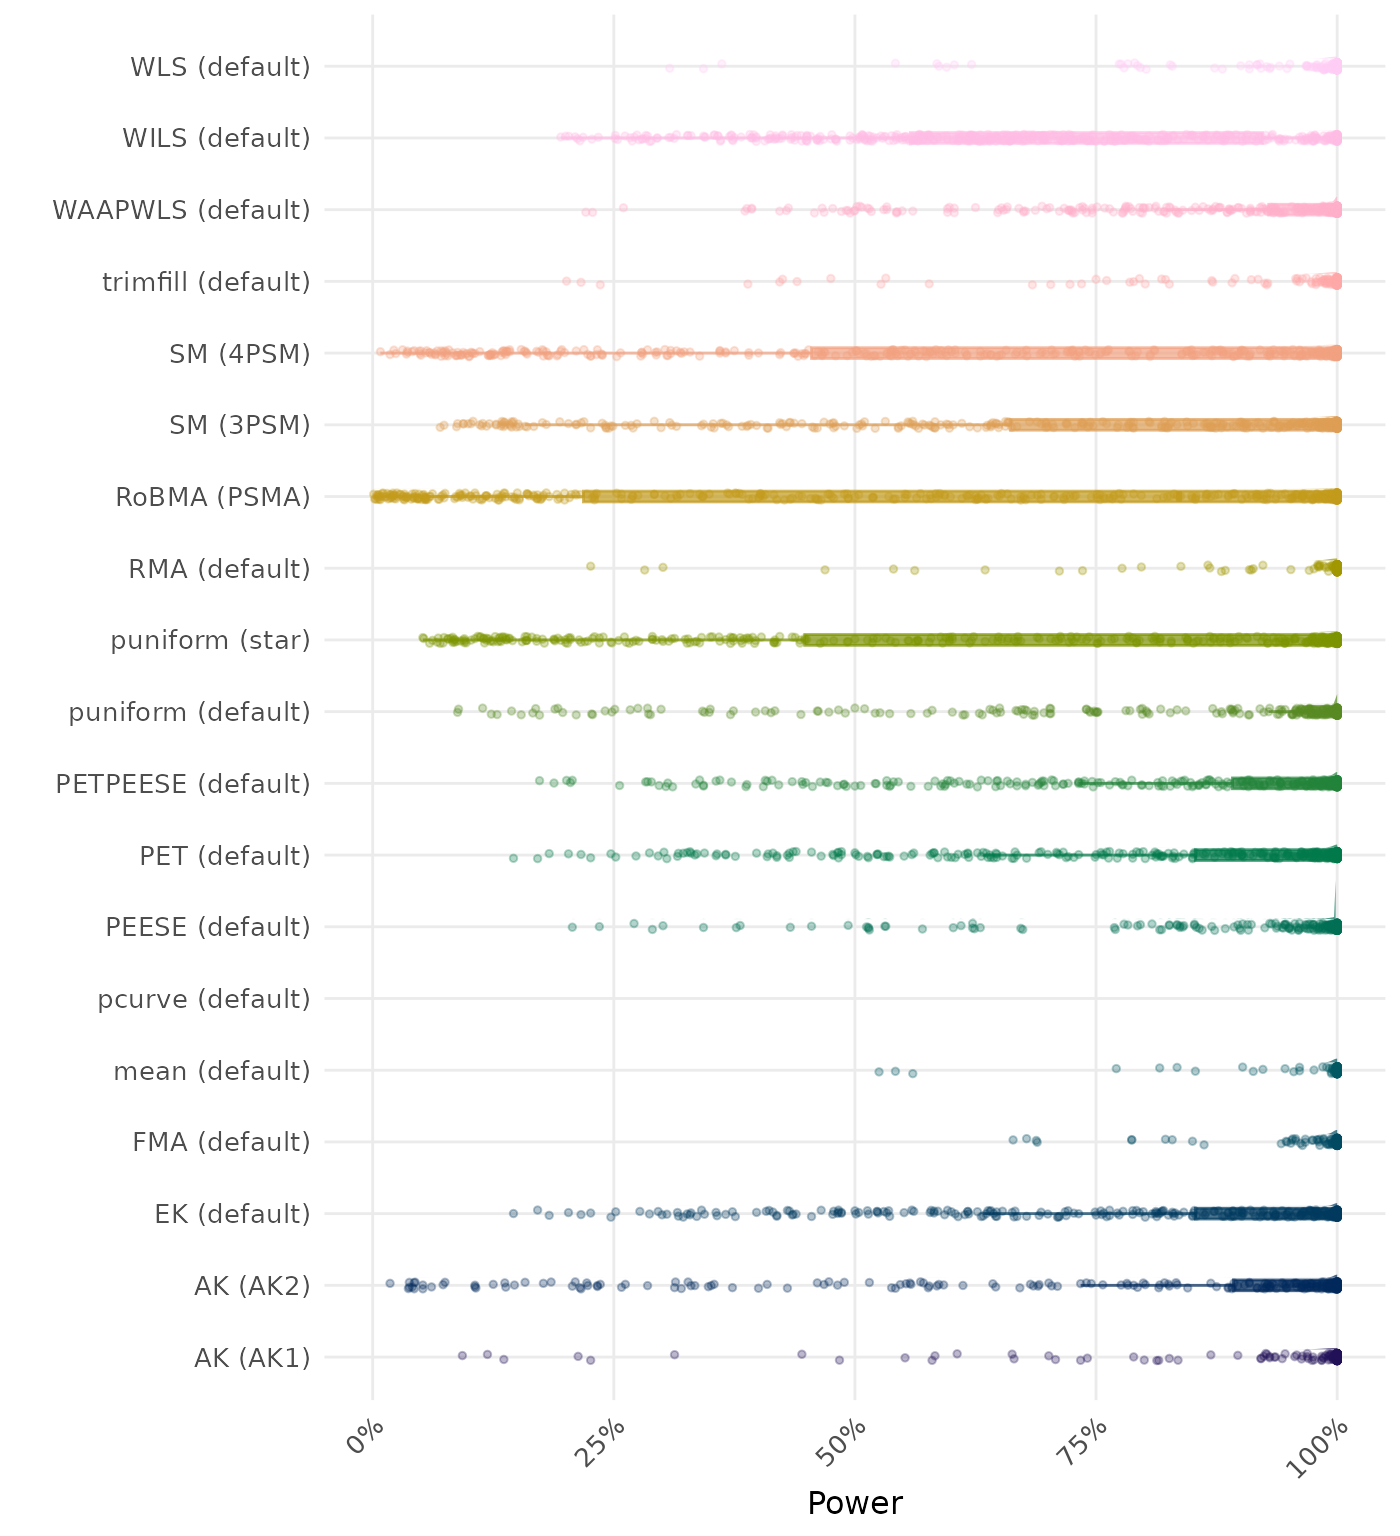 WLS (default)
WILS (default)
WAAPWLS (default)
trimfill (default)
SM (4PSM)
SM (3PSM)
RoBMA (PSMA)
RMA (default)
puniform (star)
puniform (default)
PETPEESE (default)
PET (default)
PEESE (default)
pcurve (default)
mean (default)
FMA (default)
EK (default)
AK (AK2)
AK (AK1)
0%
25%
50%
75%
100%
Power